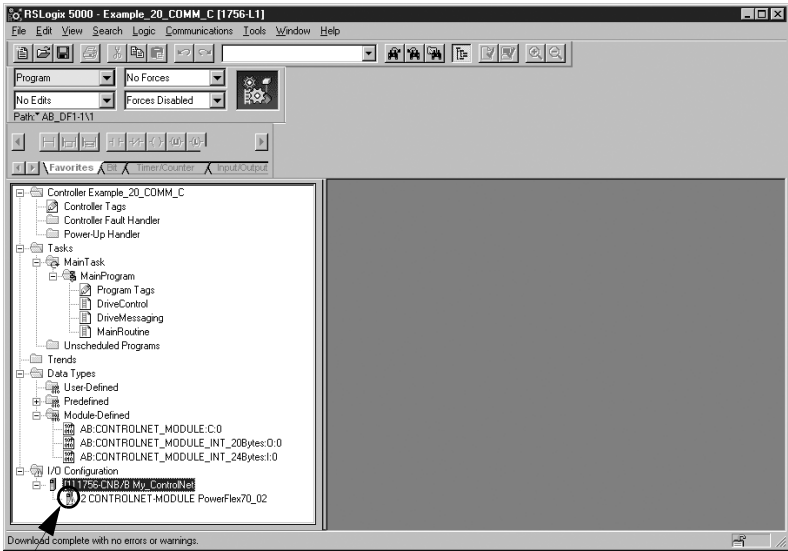 RSLogix 5000 - Example_20_COMM_C [1756-L1]
File Edit View Search Logic Communications Tools Window Help
Program No Forces
No Edits Forces Disabled
Path:* AB_DF1-1\1
Favorites Bit Timer/Counter Input/Output
Controller Example_20_COMM_C
Controller Tags
Controller Fault Handler
Power-Up Handler
Tasks
MainTask
MainProgram
Program Tags
DriveControl
DriveMessaging
MainRoutine
Unscheduled Programs
Trends
Data Types
User-Defined
Predefined
Module-Defined
AB:CONTROLNET_MODULE:C:0
AB:CONTROLNET_MODULE_INT_20Bytes:O:0
AB:CONTROLNET_MODULE_INT_24Bytes:I:0
I/O Configuration
[1] 1756-CNB/B My_ControlNet
2 CONTROLNET-MODULE PowerFlex70_02
Download complete with no errors or warnings.